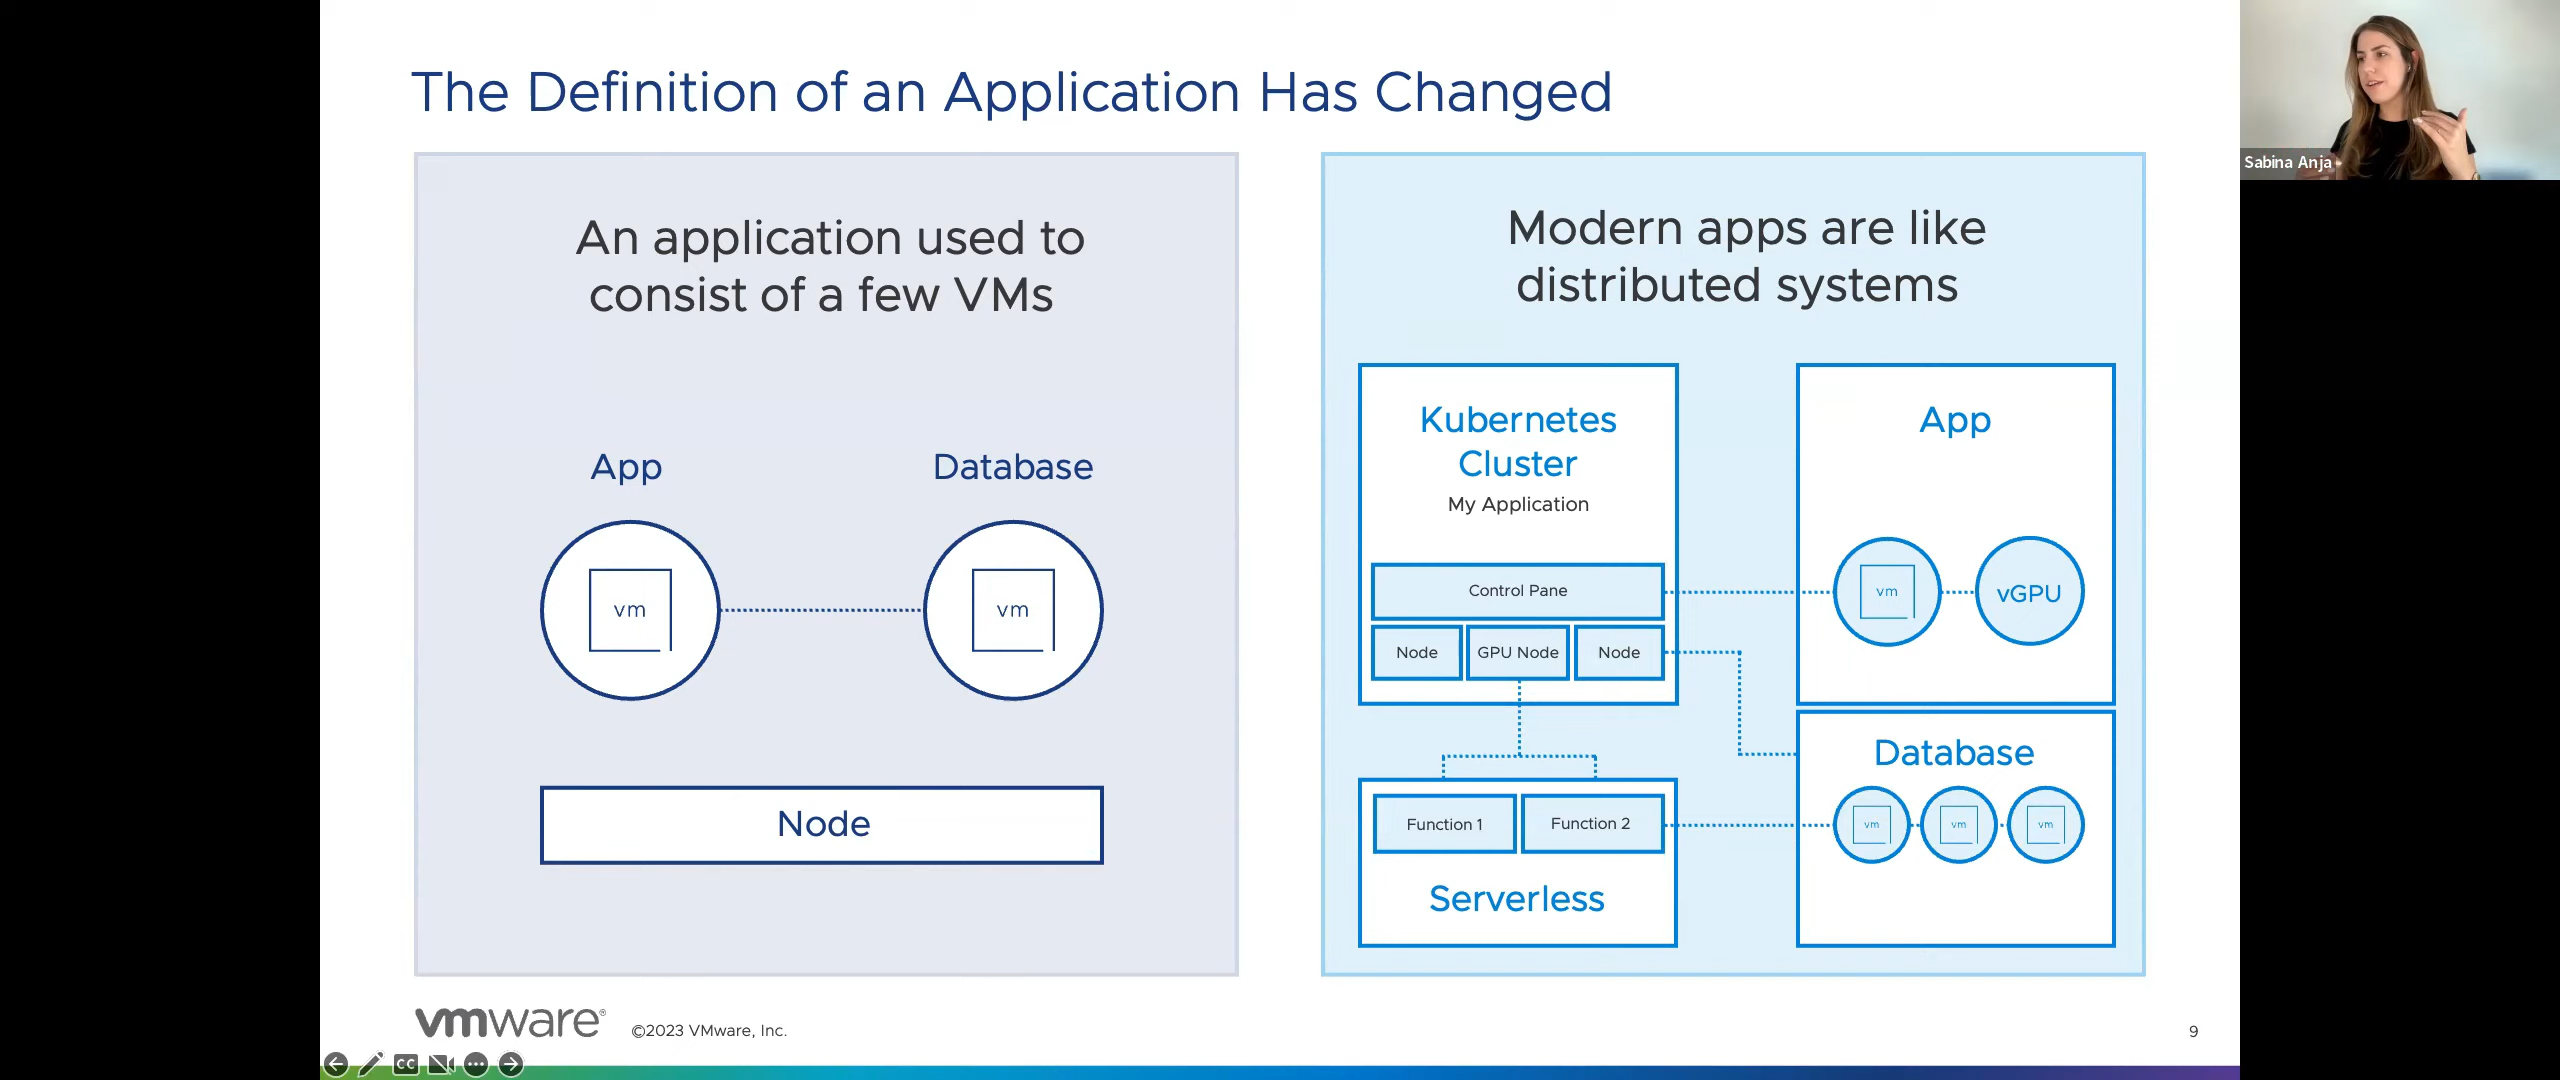 The Definition of an Application Has Changed
An application used to
consist of a few VMs
App
Database
vm
vm
Node
Modern apps are like
distributed systems
Kubernetes
Cluster
My Application
Control Pane
Node
GPU Node
Node
App
vm
vGPU
Function 1
Function 2
Serverless
Database
vm
vm
vm
vmware®
©2023 VMware, Inc.
9
CC
Sabina Anja